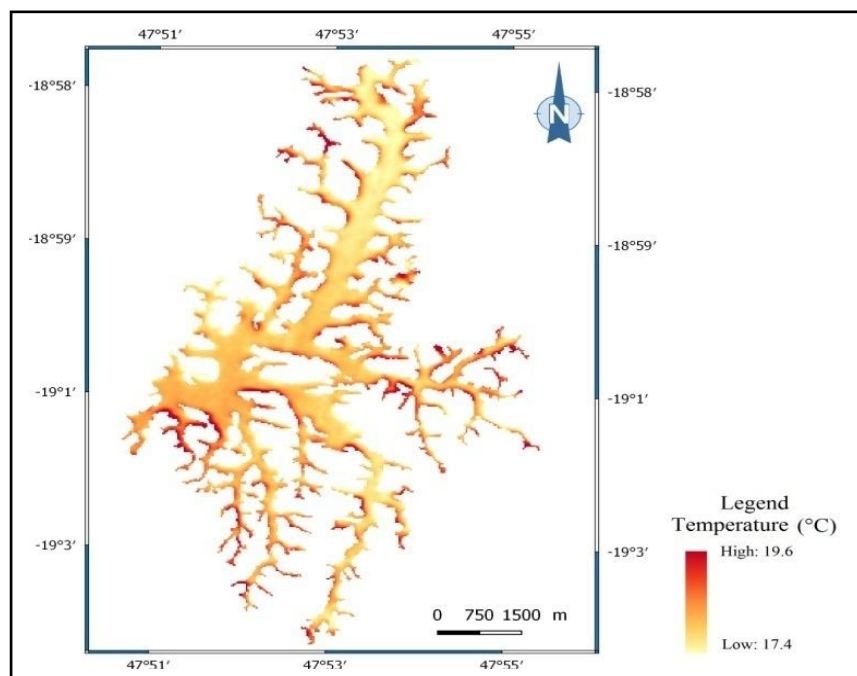 47°51′ 47°53′ 47°55′
-18°58′ -18°58′
N
-18°59′ -18°59′
-19°1′ -19°1′
-19°3′ -19°3′
Legend
Temperature (°C)
High: 19.6
Low: 17.4
0 750 1500 m
47°51′ 47°53′ 47°55′